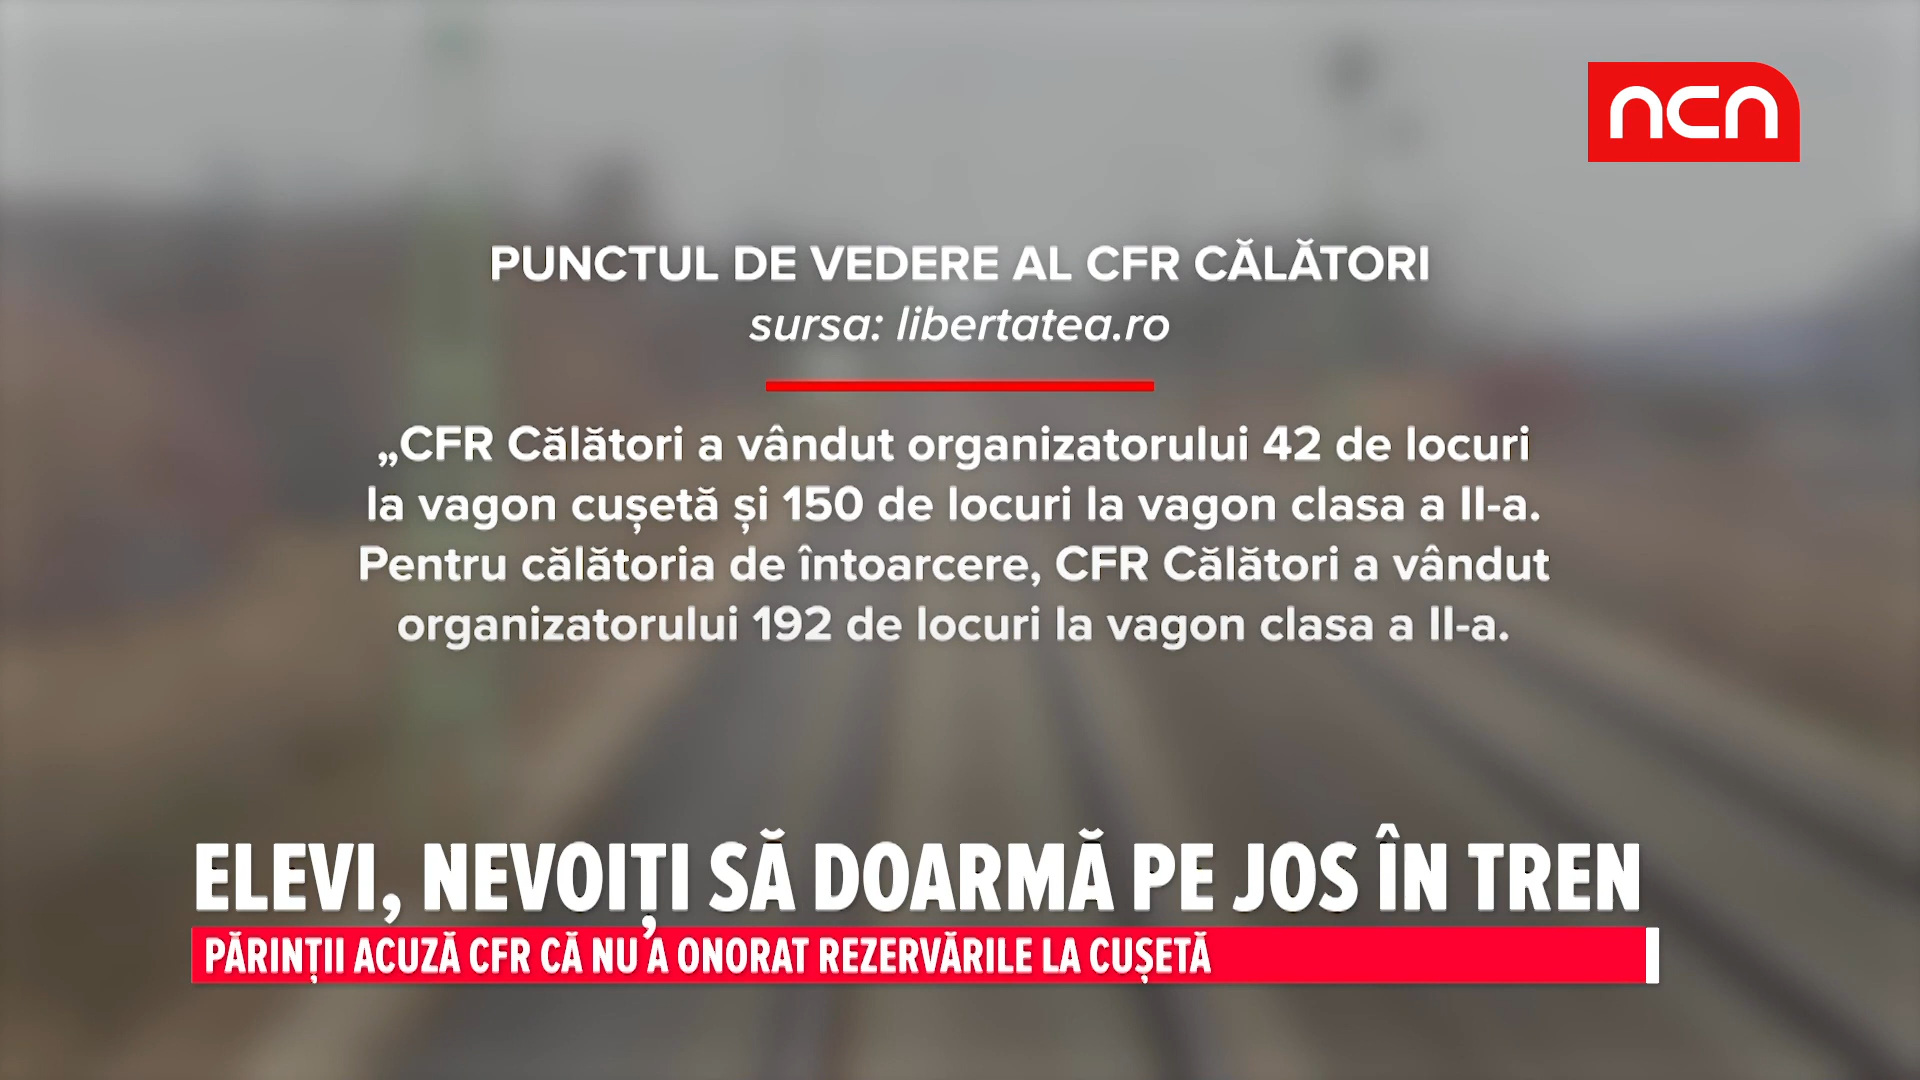 ncn
PUNCTUL DE VEDERE AL CFR CĂLĂTORI
sursa: libertatea.ro
„CFR Călători a vândut organizatorului 42 de locuri
la vagon cușetă și 150 de locuri la vagon clasa a II-a.
Pentru călătoria de întoarcere, CFR Călători a vândut
organizatorului 192 de locuri la vagon clasa a II-a.
ELEVI, NEVOIȚI SĂ DOARMĂ PE JOS ÎN TREN
PĂRINȚII ACUZĂ CFR CĂ NU A ONORAT REZERVĂRILE LA CUȘETĂ